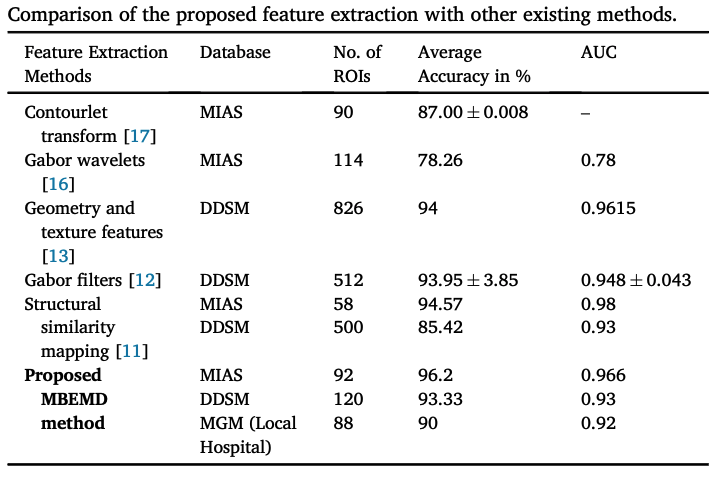 Comparison of the proposed feature extraction with other existing methods.
Feature Extraction Methods Database No. of ROIs Average Accuracy in % AUC
Contourlet MIAS 90 87.00 ± 0.008 –
transform [17]
Gabor wavelets MIAS 114 78.26 0.78
[16]
Geometry and DDSM 826 94 0.9615
texture features
[13]
Gabor filters [12] DDSM 512 93.95 ± 3.85 0.948 ± 0.043
Structural MIAS 58 94.57 0.98
similarity DDSM 500 85.42 0.93
mapping [11]
Proposed MIAS 92 96.2 0.966
MBEMD DDSM 120 93.33 0.93
method MGM (Local 88 90 0.92
Hospital)